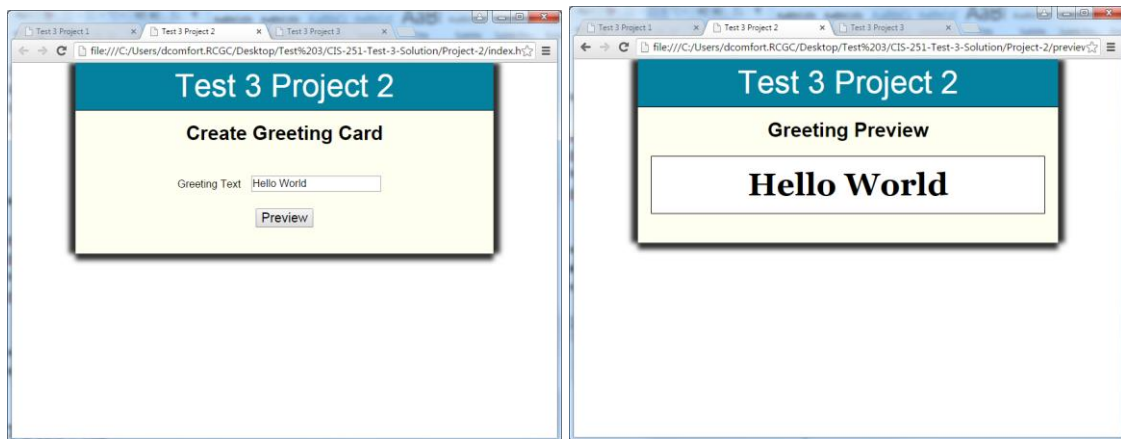 Test 3 Project 1 Test 3 Project 2 Test 3 Project 3
file:///C:/Users/dcomfort.RCGC/Desktop/Test%203/CIS-251-Test-3-Solution/Project-2/index.h
Test 3 Project 2
Create Greeting Card
Greeting Text Hello World
Preview
Test 3 Project 1 Test 3 Project 2 Test 3 Project 3
file:///C:/Users/dcomfort.RCGC/Desktop/Test%203/CIS-251-Test-3-Solution/Project-2/preview
Test 3 Project 2
Greeting Preview
Hello World